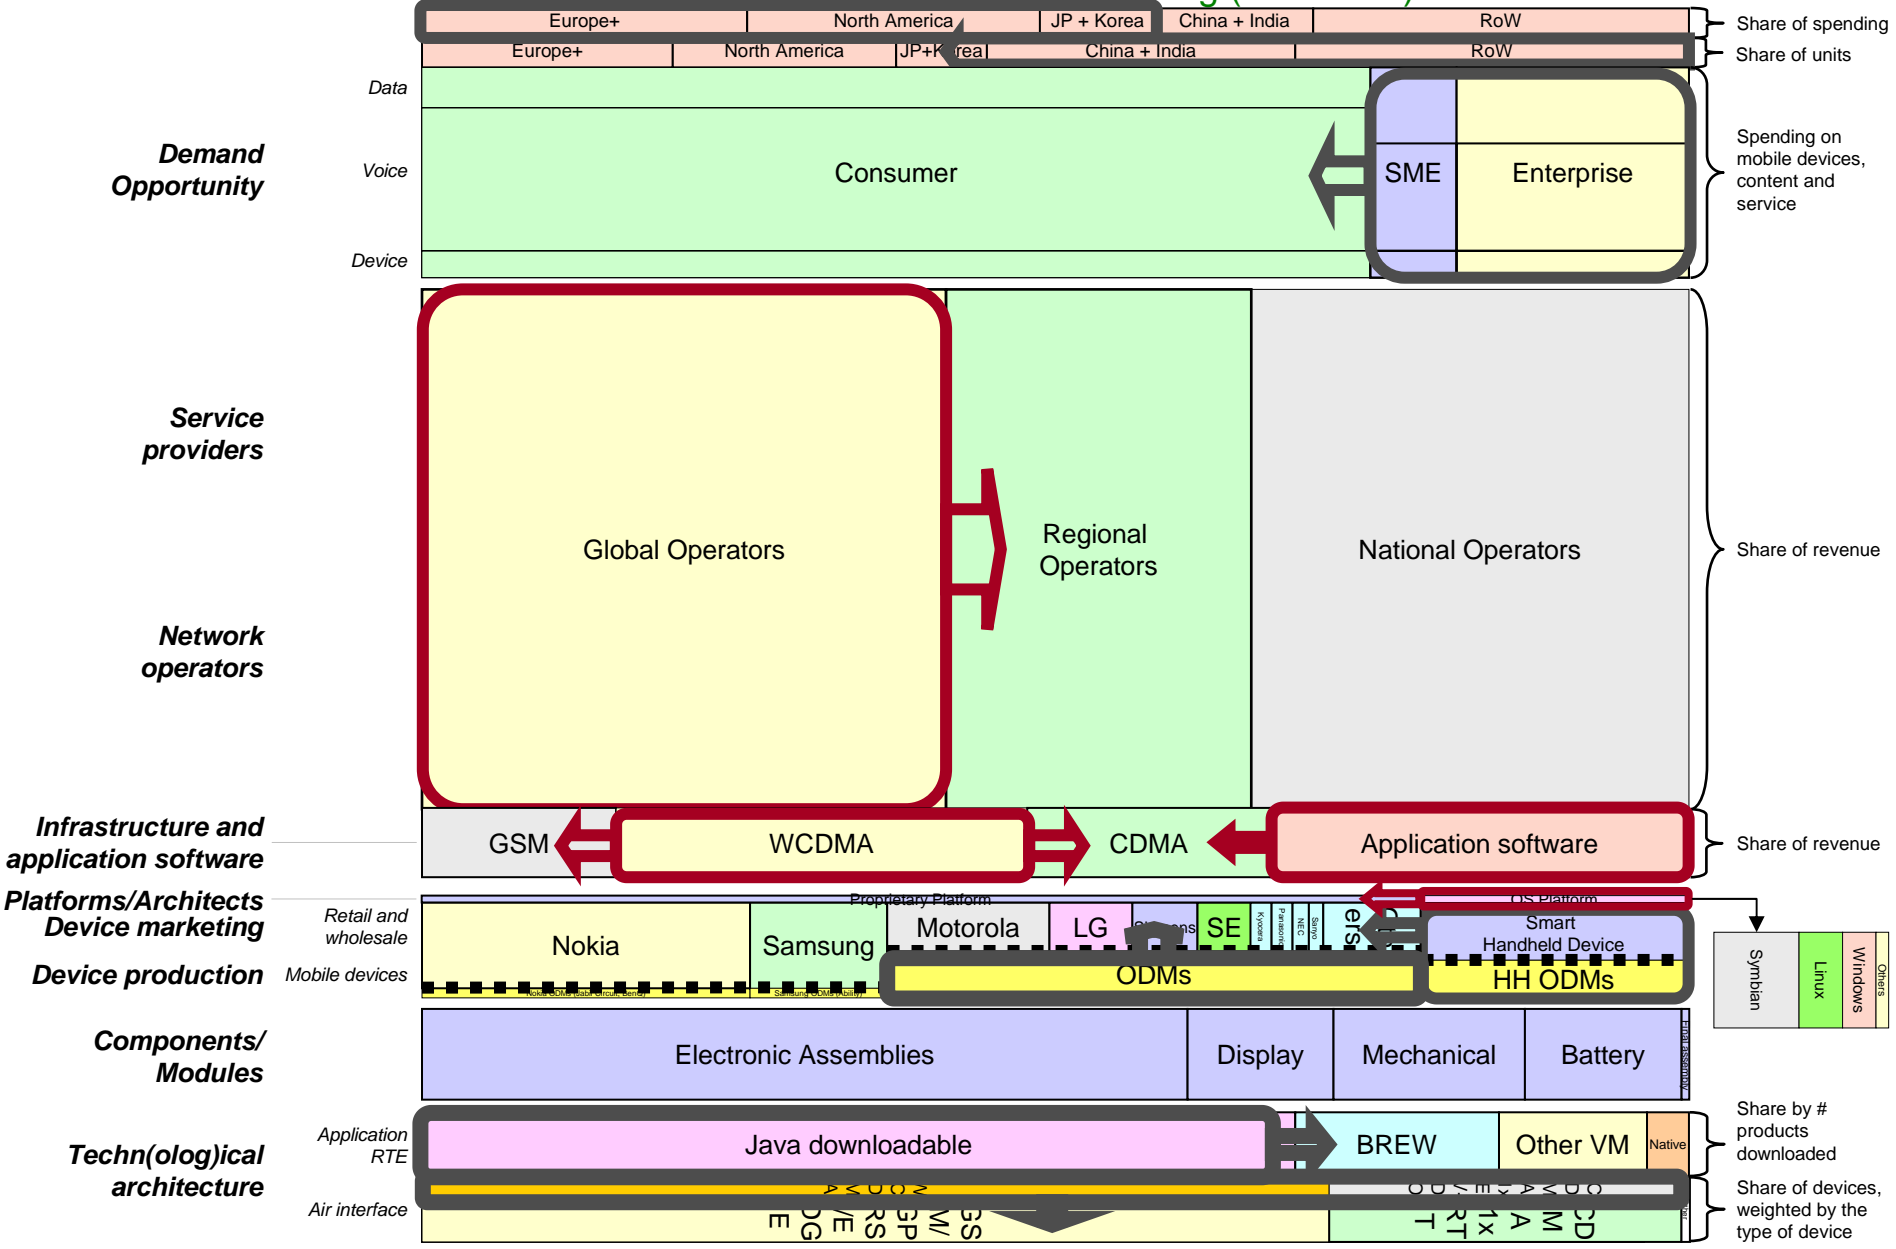 Europe+ North America JP + Korea China + India RoW Share of spending
Europe+ North America China + India RoW Share of units
Data
Demand
Opportunity
Voice
Device
Consumer SME Enterprise
Spending on
mobile devices,
content and
service
Service
providers
Network
operators
Global Operators
Regional
Operators
National Operators
Share of revenue
Infrastructure and
application software
GSM WCDMA CDMA Application software
Share of revenue
Platforms/Architects
Proprietary Platform OS Platform
Device marketing
Retail and
wholesale
Device production
Mobile devices
Nokia Samsung Motorola LG SE
Kyocera
Panasonic
NEC
Sanyo
Smart
Handheld Device
ODMs
HH ODMs
Symbian
Linux
Windows
Others
Components/
Modules
Electronic Assemblies Display Mechanical Battery
Techn(olog)ical
architecture
Application
RTE
Java downloadable BREW Other VM Native
Share by #
products
downloaded
Air interface
Share of devices,
weighted by the
type of device